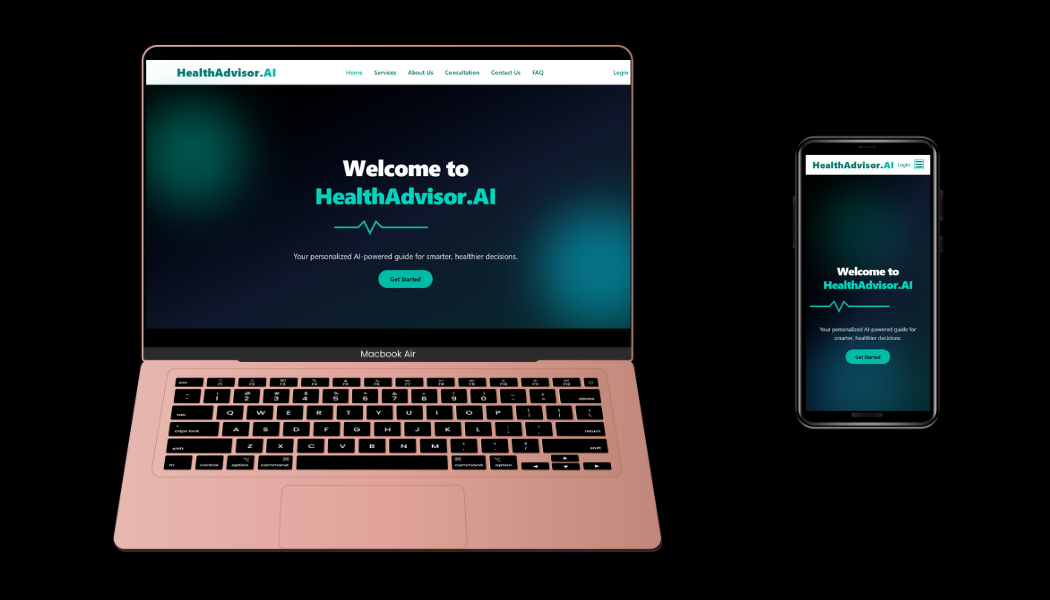 HealthAdvisor.AI Home Services About Us Consultation Contact Us FAQ Login
Welcome to
HealthAdvisor.AI
Your personalized AI-powered guide for smarter, healthier decisions.
Get Started
Macbook Air
esc F1 F2 F3 F4 F5 F6 F7 F8 F9 F10 F11 F12
! @ # $ % ^ & * ( )
1 2 3 4 5 6 7 8 9 0 delete
tab Q W E R T Y U I O P
caps lock A S D F G H J K L return
shift Z X C V B N M shift
fn control option command command option
HealthAdvisor.AI Login
Welcome to
HealthAdvisor.AI
Your personalized AI-powered guide for
smarter, healthier decisions.
Get Started